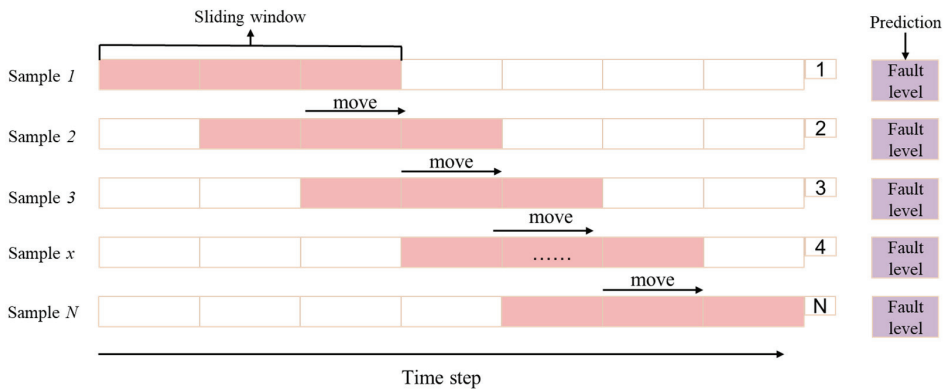 Sliding window
Prediction
Sample 1
1
Fault
level
move
Sample 2
2
Fault
level
move
Sample 3
3
Fault
level
move
Sample x
......
4
Fault
level
move
Sample N
N
Fault
level
Time step